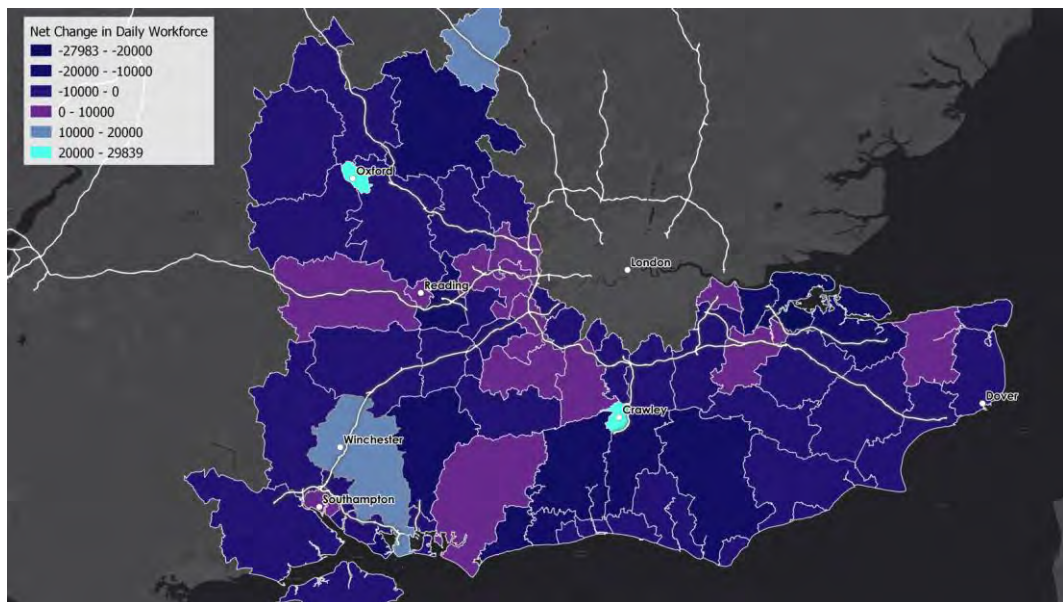 Net Change in Daily Workforce
-27983 - -20000
-20000 - -10000
-10000 - 0
0 - 10000
10000 - 20000
20000 - 29839
Oxford
London
Reading
Crawley
Dover
Winchester
Southampton